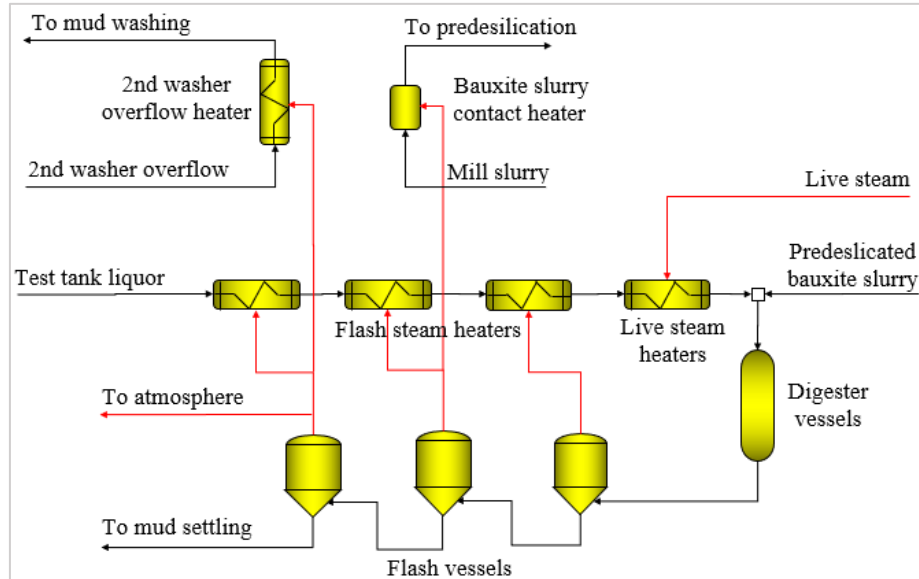 To mud washing
To predesilication
2nd washer
overflow heater
Bauxite slurry
contact heater
2nd washer overflow
Mill slurry
Live steam
Predeslicated
bauxite slurry
Test tank liquor
Flash steam heaters
Live steam
heaters
To atmosphere
Digester
vessels
To mud settling
Flash vessels